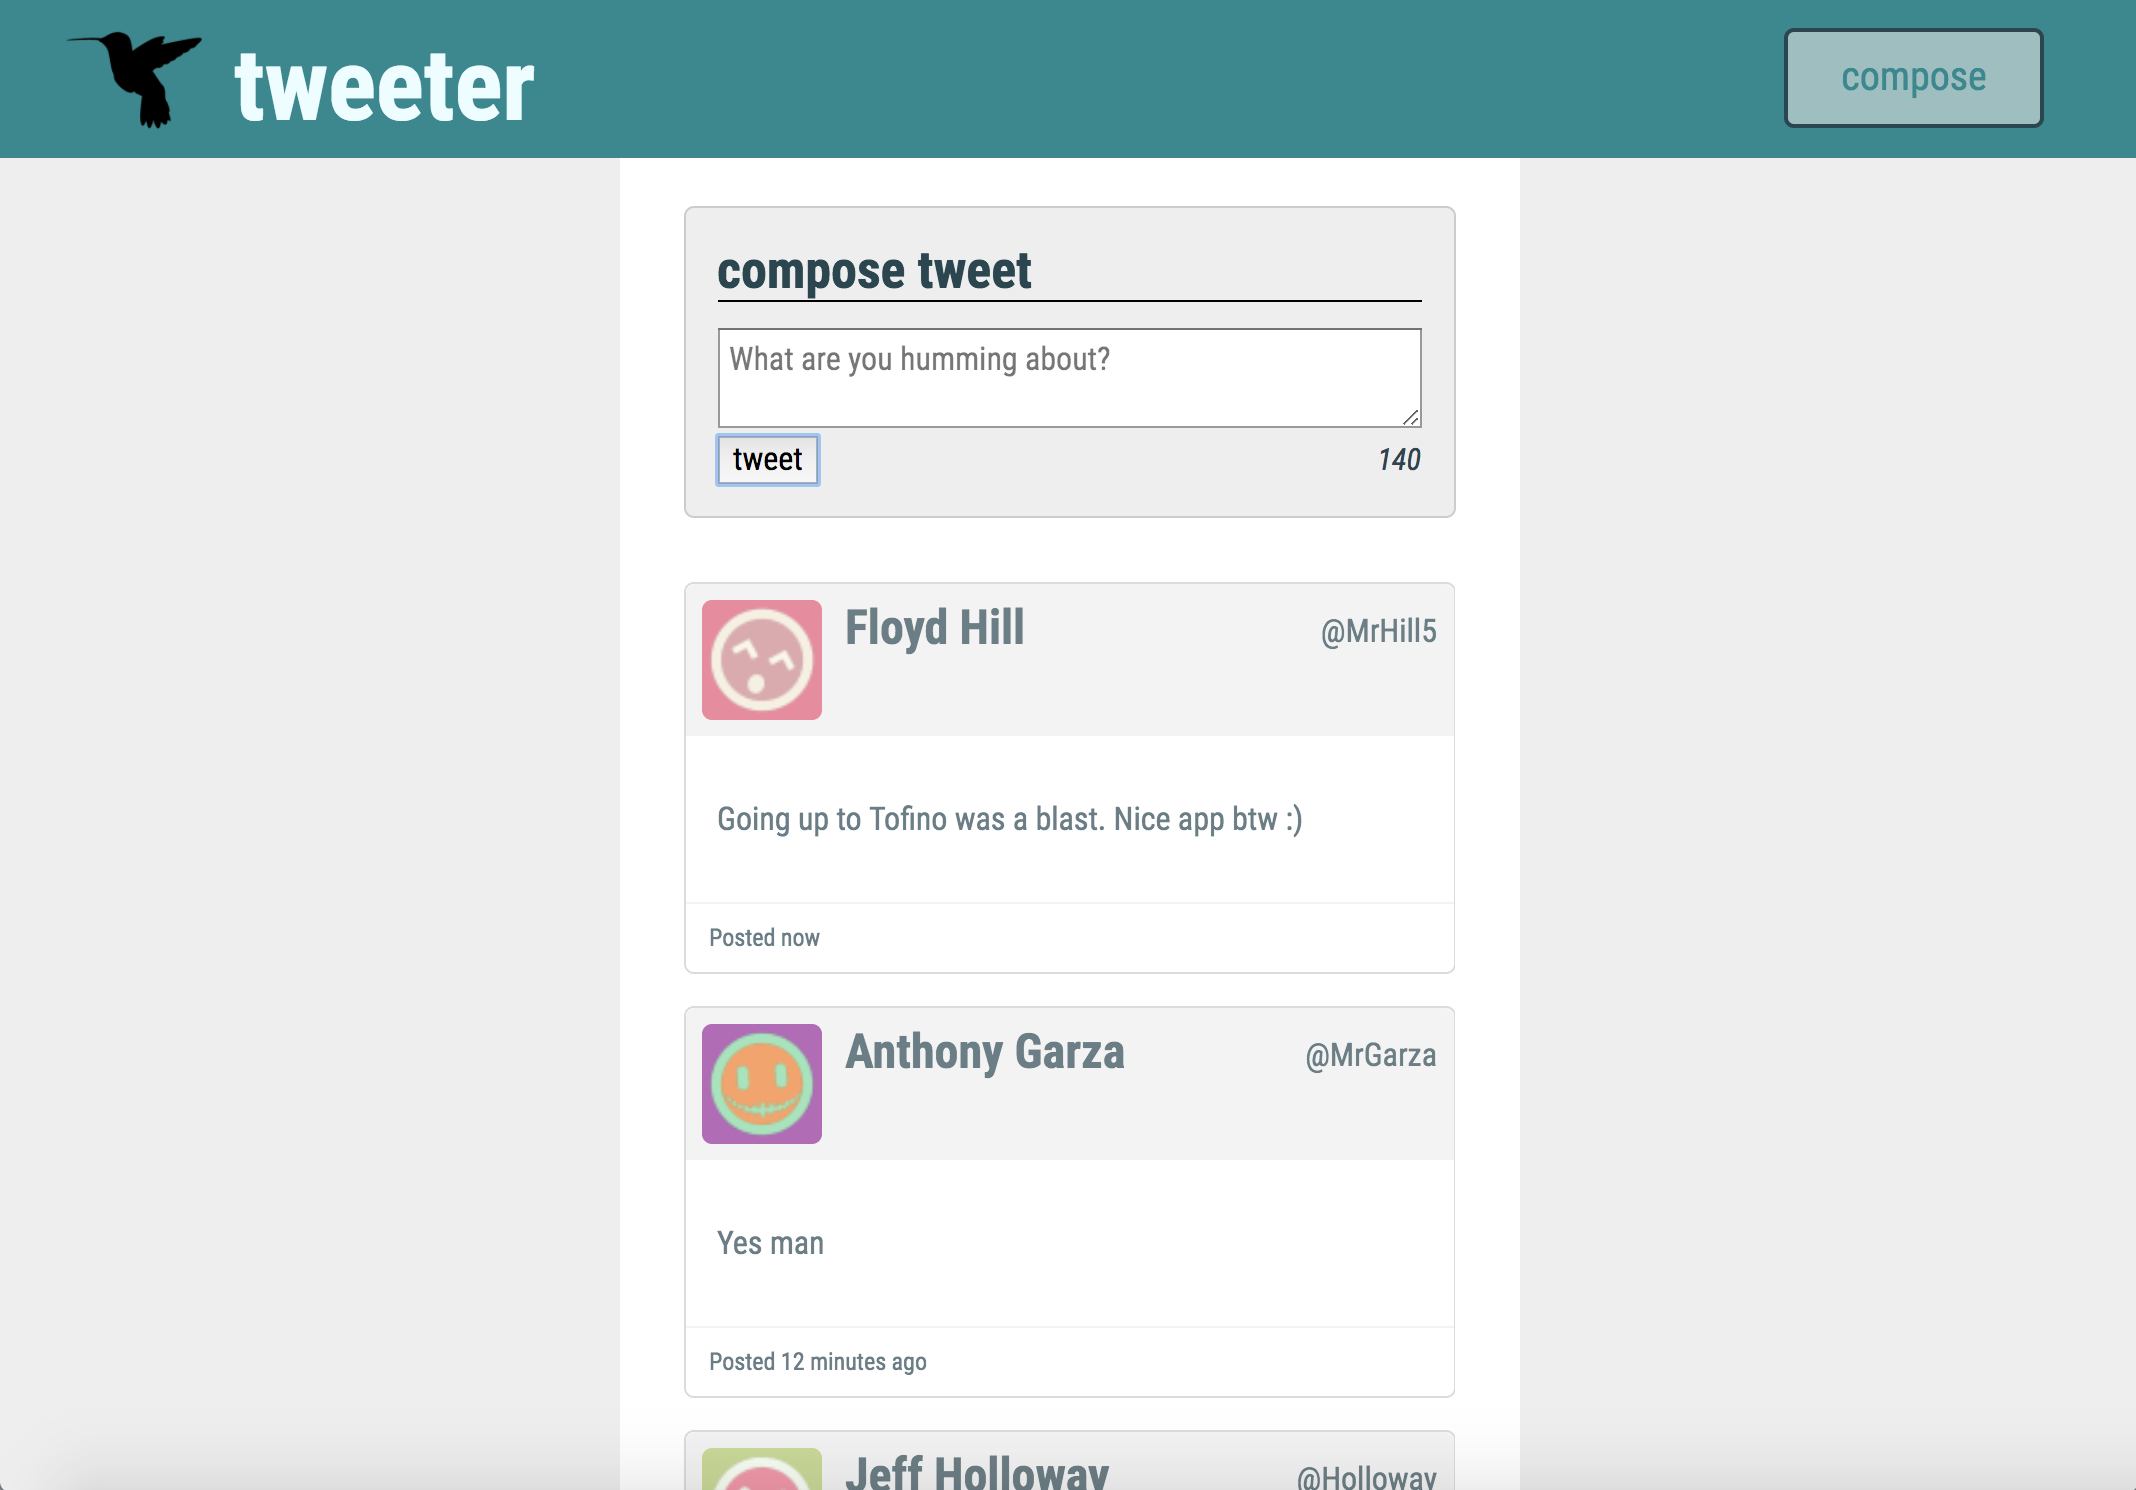 tweeter
compose
compose tweet
What are you humming about?
tweet
140
Floyd Hill
@MrHill5
Going up to Tofino was a blast. Nice app btw :)
Posted now
Anthony Garza
@MrGarza
Yes man
Posted 12 minutes ago
Jeff Holloway
@Holloway